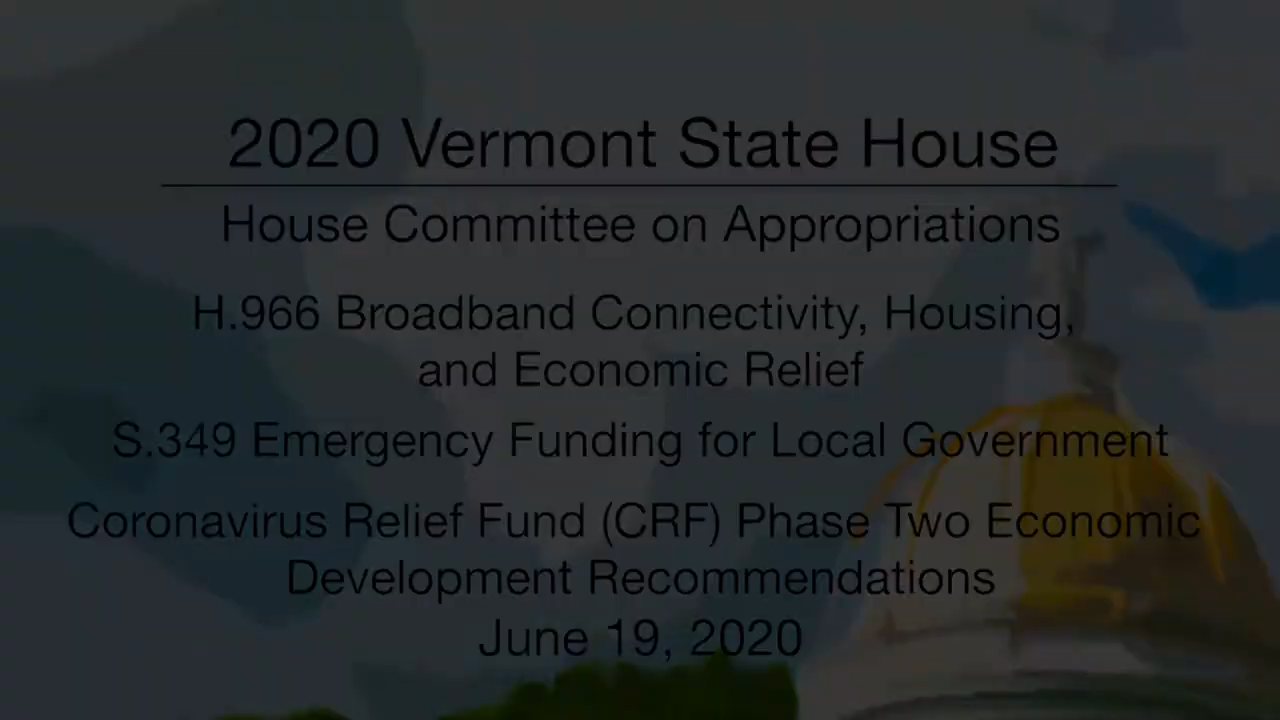 2020 Vermont State House
House Committee on Appropriations
H.966 Broadband Connectivity, Housing,
and Economic Relief
S.349 Emergency Funding for Local Government
Coronavirus Relief Fund (CRF) Phase Two Economic
Development Recommendations
June 19, 2020